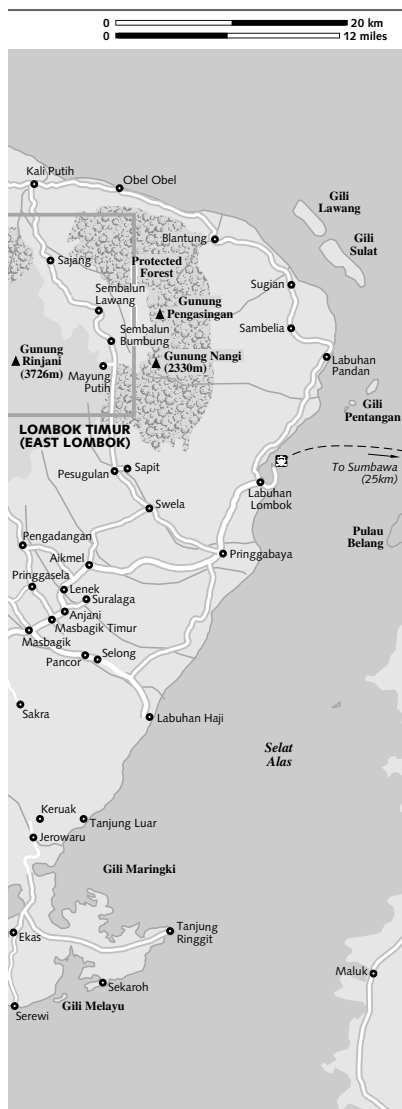 0 20 km
0 12 miles
Kali Putih
Obel Obel
Gili
Lawang
Gili
Sulat
Blantung
Protected
Forest
Sajang
Sugian
Sembalun
Lawang
Gunung
Pengasingan
Sembalun
Bumbung
Sambelia
Gunung
Rinjani
(3726m)
Gunung Nangi
(2330m)
Mayung
Putih
Labuhan
Pandan
Gili
Pentangan
LOMBOK TIMUR
(EAST LOMBOK)
To Sumbawa
(25km)
Pesugulan
Sapit
Labuhan
Lombok
Swela
Pulau
Belang
Pengadangan
Aikmel
Pringgabaya
Pringgasela
Lenek
Suralaga
Anjani
Masbagik Timur
Masbagik
Pancor
Selong
Sakra
Labuhan Haji
Selat
Alas
Keruak
Tanjung Luar
Jerowaru
Gili Maringki
Tanjung
Ringgit
Ekas
Maluk
Sekaroh
Gili Melayu
Serewi